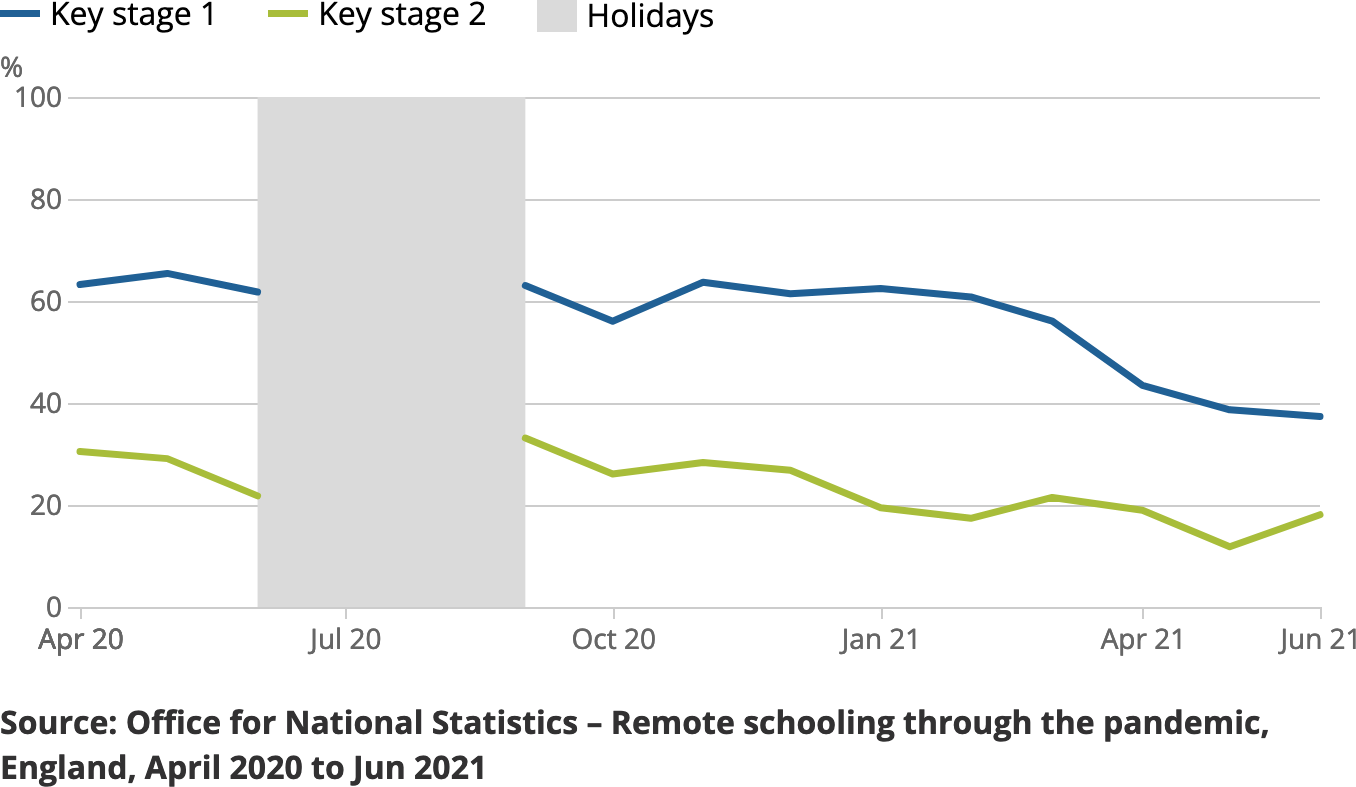 Key stage 1 Key stage 2 Holidays
%
100
80
60
40
20
0
Apr 20 Jul 20 Oct 20 Jan 21 Apr 21 Jun 21
Source: Office for National Statistics – Remote schooling through the pandemic,
England, April 2020 to Jun 2021